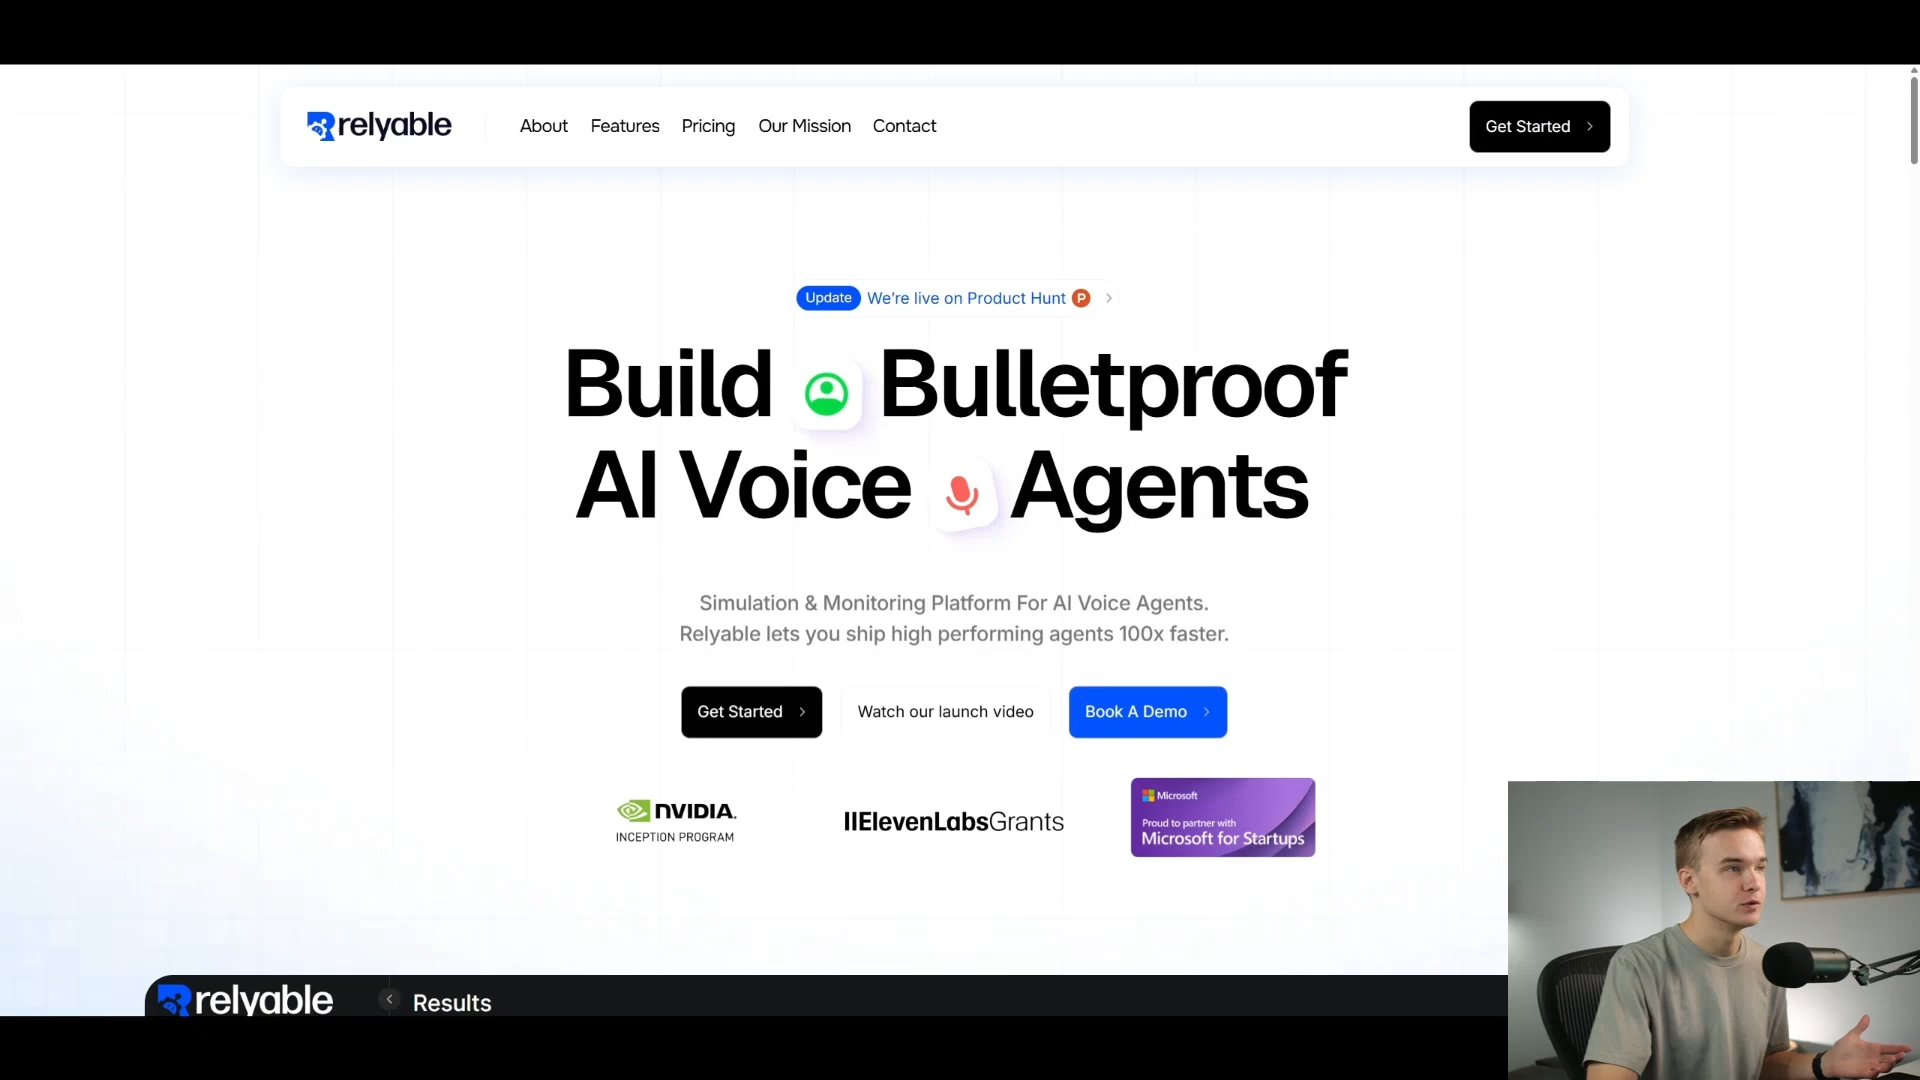 relyable
About
Features
Pricing
Our Mission
Contact
Get Started
Update
We're live on Product Hunt P
Build Bulletproof
AI Voice Agents
Simulation & Monitoring Platform For AI Voice Agents.
Relyable lets you ship high performing agents 100x faster.
Get Started
Watch our launch video
Book A Demo
NVIDIA.
INCEPTION PROGRAM
IIElevenLabsGrants
Microsoft
Proud to partner with
Microsoft for Startups
relyable
Results